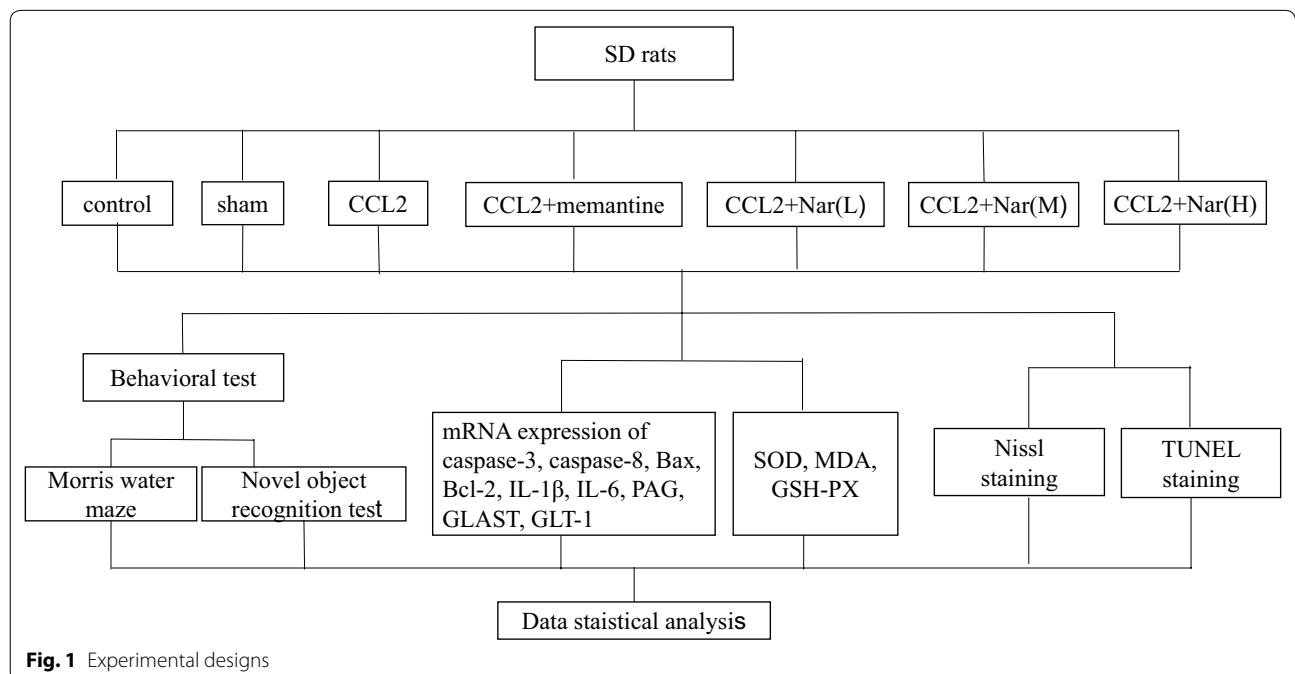 SD rats
control
sham
CCL2
CCL2+memantine
CCL2+Nar(L)
CCL2+Nar(M)
CCL2+Nar(H)
Behavioral test
Morris water
maze
Novel object
recognition test
mRNA expression of
caspase-3, caspase-8, Bax,
Bcl-2, IL-1β, IL-6, PAG,
GLAST, GLT-1
SOD, MDA,
GSH-PX
Nissl
staining
TUNEL
staining
Data staistical analysis
Fig. 1 Experimental designs